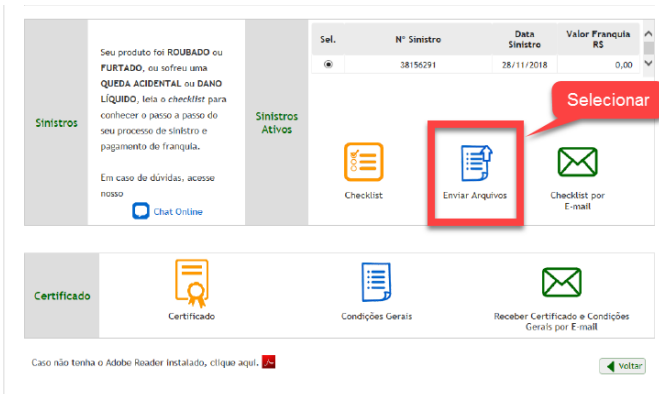 Sinistros
Seu produto foi ROUBADO ou
FURTADO, ou sofreu uma
QUEDA ACIDENTAL ou DANO
LÍQUIDO, leia o checklist para
conhecer o passo a passo do
seu processo de sinistro e
pagamento de franquia.
Em caso de dúvidas, acesse
nosso
Chat Online
Sinistros
Ativos
Sel. Nº Sinistro Data Sinistro Valor Franquia R$
38156291 28/11/2018 0,00
Selecionar
Checklist
Enviar Arquivos
Checklist por
E-mail
Certificado
Certificado
Condições Gerais
Receber Certificado e Condições
Gerais por E-mail
Caso não tenha o Adobe Reader instalado, clique aqui.
Voltar